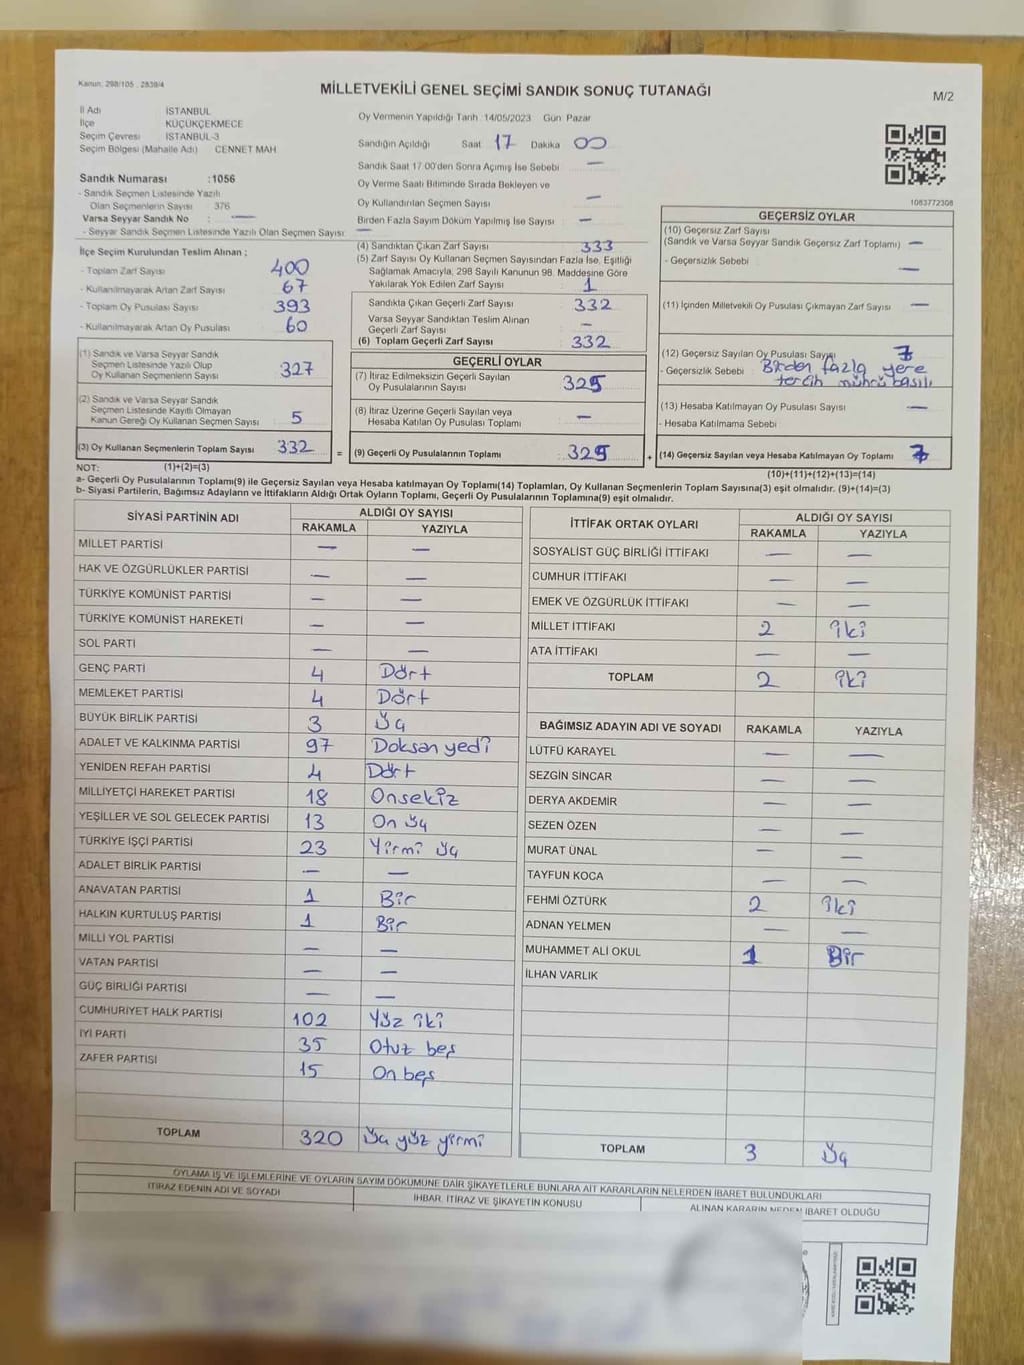 Kanun: 298/105 , 2839/4
MİLLETVEKİLİ GENEL SEÇİMİ SANDIK SONUÇ TUTANAĞI
M/2
İl Adı İSTANBUL
İlçe KÜÇÜKÇEKMECE
Seçim Çevresi İSTANBUL-3
Seçim Bölgesi (Mahalle Adı) CENNET MAH.
Sandık Numarası :1056
- Sandık Seçmen Listesinde Yazılı
Olan Seçmenlerin Sayısı 376
Varsa Seyyar Sandık No : —
- Seyyar Sandık Seçmen Listesinde Yazılı Olan Seçmen Sayısı: —
İlçe Seçim Kurulundan Teslim Alınan ;
- Toplam Zarf Sayısı 400
- Kullanılmayarak Artan Zarf Sayısı 67
- Toplam Oy Pusulası Sayısı 393
- Kullanılmayarak Artan Oy Pusulası 60
(1) Sandık ve Varsa Seyyar Sandık
Seçmen Listesinde Yazılı Olup
Oy Kullanan Seçmenlerin Sayısı 327
(2) Sandık ve Varsa Seyyar Sandık
Seçmen Listesinde Kayıtlı Olmayan
Kanun Gereği Oy Kullanan Seçmen Sayısı 5
(3) Oy Kullanan Seçmenlerin Toplam Sayısı 332
Oy Vermenin Yapıldığı Tarih 14/05/2023 Gün Pazar
Sandığın Açıldığı Saat 17 Dakika 00
Sandık Saat 17.00'den Sonra Açılmış İse Sebebi —
Oy Verme Saati Bitiminde Sırada Bekleyen ve
Oy Kullandırılan Seçmen Sayısı —
Birden Fazla Sayım Döküm Yapılmış İse Sayısı —
(4) Sandıktan Çıkan Zarf Sayısı 333
(5) Zarf Sayısı Oy Kullanan Seçmen Sayısından Fazla İse, Eşitliği
Sağlamak Amacıyla, 298 Sayılı Kanunun 98. Maddesine Göre
Yakılarak Yok Edilen Zarf Sayısı 1
Sandıkta Çıkan Geçerli Zarf Sayısı 332
Varsa Seyyar Sandıktan Teslim Alınan
Geçerli Zarf Sayısı —
(6) Toplam Geçerli Zarf Sayısı 332
GEÇERLİ OYLAR
(7) İtiraz Edilmeksizin Geçerli Sayılan
Oy Pusulalarının Sayısı 325
(8) İtiraz Üzerine Geçerli Sayılan veya
Hesaba Katılan Oy Pusulası Toplamı —
= (9) Geçerli Oy Pusulalarının Toplamı 325
1083772308
GEÇERSİZ OYLAR
(10) Geçersiz Zarf Sayısı
(Sandık ve Varsa Seyyar Sandık Geçersiz Zarf Toplamı) —
- Geçersizlik Sebebi —
(11) İçinden Milletvekili Oy Pusulası Çıkmayan Zarf Sayısı —
(12) Geçersiz Sayılan Oy Pusulası Sayısı 7
- Geçersizlik Sebebi : Birden fazla yere
tercih mührü basılı
(13) Hesaba Katılmayan Oy Pusulası Sayısı —
- Hesaba Katılmama Sebebi
+ (14) Geçersiz Sayılan veya Hesaba Katılmayan Oy Toplamı 7
NOT: (1)+(2)=(3) (10)+(11)+(12)+(13)=(14)
a- Geçerli Oy Pusulalarının Toplamı(9) ile Geçersiz Sayılan veya Hesaba katılmayan Oy Toplamı(14) Toplamları, Oy Kullanan Seçmenlerin Toplam Sayısına(3) eşit olmalıdır. (9)+(14)=(3)
b- Siyasi Partilerin, Bağımsız Adayların ve İttifakların Aldığı Ortak Oyların Toplamı, Geçerli Oy Pusulalarının Toplamına(9) eşit olmalıdır.
SİYASİ PARTİNİN ADI ALDIĞI OY SAYISI
RAKAMLA YAZIYLA
MİLLET PARTİSİ — —
HAK VE ÖZGÜRLÜKLER PARTİSİ — —
TÜRKİYE KOMÜNİST PARTİSİ — —
TÜRKİYE KOMÜNİST HAREKETİ — —
SOL PARTİ — —
GENÇ PARTİ 4 Dört
MEMLEKET PARTİSİ 4 Dört
BÜYÜK BİRLİK PARTİSİ 3 Üç
ADALET VE KALKINMA PARTİSİ 97 Doksan yedi
YENİDEN REFAH PARTİSİ 4 Dört
MİLLİYETÇİ HAREKET PARTİSİ 18 Onsekiz
YEŞİLLER VE SOL GELECEK PARTİSİ 13 On üç
TÜRKİYE İŞÇİ PARTİSİ 23 Yirmi üç
ADALET BİRLİK PARTİSİ — —
ANAVATAN PARTİSİ 1 Bir
HALKIN KURTULUŞ PARTİSİ 1 Bir
MİLLİ YOL PARTİSİ — —
VATAN PARTİSİ — —
GÜÇ BİRLİĞİ PARTİSİ — —
CUMHURİYET HALK PARTİSİ 102 Yüz iki
İYİ PARTİ 35 Otuz beş
ZAFER PARTİSİ 15 On beş
TOPLAM 320 Üç yüz yirmi
İTTİFAK ORTAK OYLARI ALDIĞI OY SAYISI
RAKAMLA YAZIYLA
SOSYALİST GÜÇ BİRLİĞİ İTTİFAKI — —
CUMHUR İTTİFAKI — —
EMEK VE ÖZGÜRLÜK İTTİFAKI — —
MİLLET İTTİFAKI 2 iki
ATA İTTİFAKI — —
TOPLAM 2 iki
BAĞIMSIZ ADAYIN ADI VE SOYADI RAKAMLA YAZIYLA
LÜTFÜ KARAYEL — —
SEZGİN SİNCAR — —
DERYA AKDEMİR — —
SEZEN ÖZEN — —
MURAT ÜNAL — —
TAYFUN KOCA — —
FEHMİ ÖZTÜRK 2 iki
ADNAN YELMEN — —
MUHAMMET ALİ OKUL 1 Bir
İLHAN VARLIK
TOPLAM 3 Üç
OYLAMA İŞ VE İŞLEMLERİNE VE OYLARIN SAYIM DÖKÜMÜNE DAİR ŞİKAYETLERLE BUNLARA AİT KARARLARIN NELERDEN İBARET BULUNDUKLARI
İTİRAZ EDENİN ADI VE SOYADI İHBAR, İTİRAZ VE ŞİKAYETİN KONUSU ALINAN KARARIN NEDEN İBARET OLDUĞU